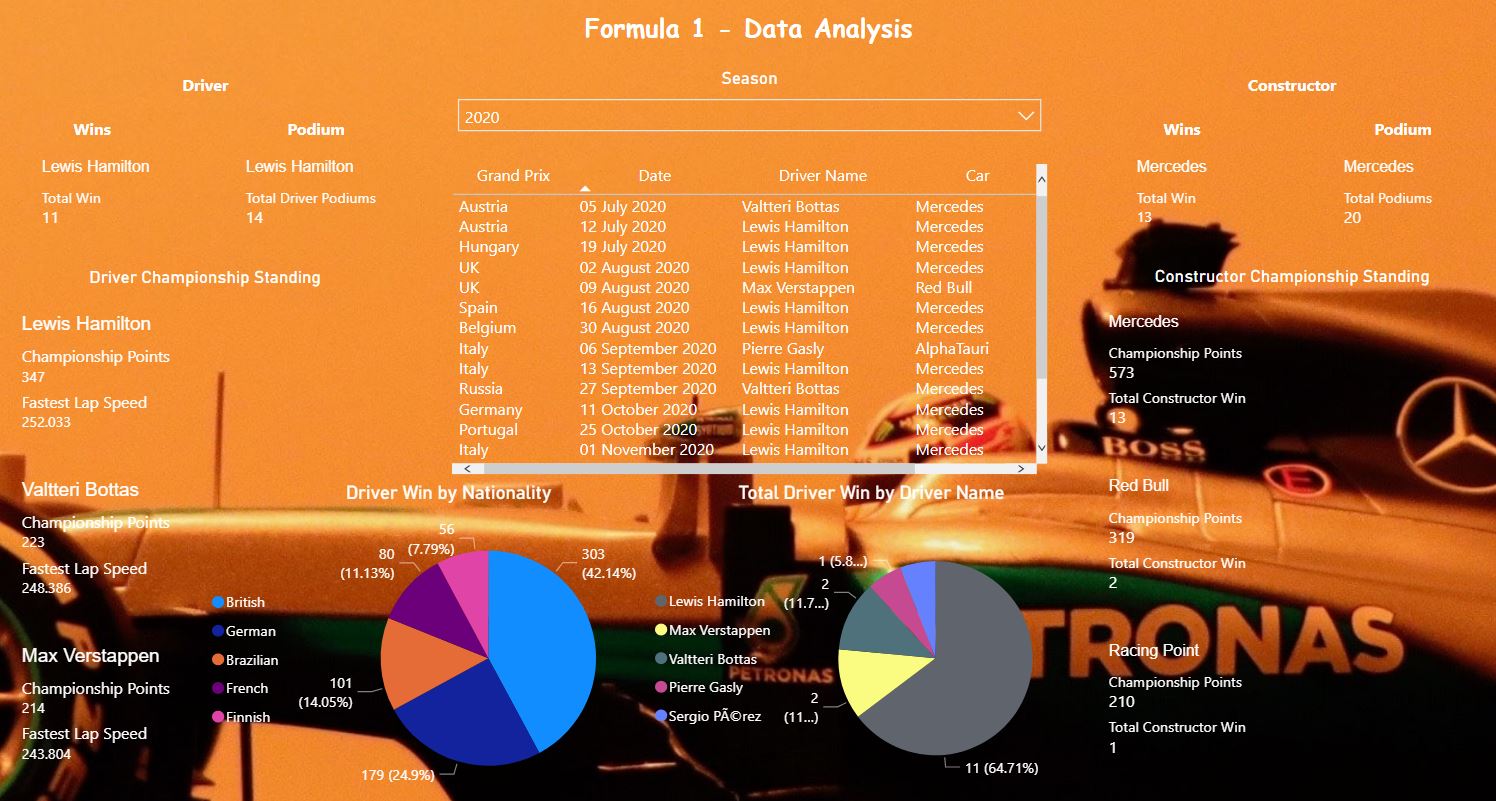 Formula 1 - Data Analysis
Driver
Wins
Podium
Lewis Hamilton
Lewis Hamilton
Total Win
Total Driver Podiums
11
14
Season
2020
Constructor
Wins
Podium
Mercedes
Mercedes
Total Win
Total Podiums
13
20
Grand Prix Date Driver Name Car
Austria 05 July 2020 Valtteri Bottas Mercedes
Austria 12 July 2020 Lewis Hamilton Mercedes
Hungary 19 July 2020 Lewis Hamilton Mercedes
UK 02 August 2020 Lewis Hamilton Mercedes
UK 09 August 2020 Max Verstappen Red Bull
Spain 16 August 2020 Lewis Hamilton Mercedes
Belgium 30 August 2020 Lewis Hamilton Mercedes
Italy 06 September 2020 Pierre Gasly AlphaTauri
Italy 13 September 2020 Lewis Hamilton Mercedes
Russia 27 September 2020 Valtteri Bottas Mercedes
Germany 11 October 2020 Lewis Hamilton Mercedes
Portugal 25 October 2020 Lewis Hamilton Mercedes
Italy 01 November 2020 Lewis Hamilton Mercedes
Driver Championship Standing
Lewis Hamilton
Championship Points
347
Fastest Lap Speed
252.033
Valtteri Bottas
Championship Points
223
Fastest Lap Speed
248.386
Max Verstappen
Championship Points
214
Fastest Lap Speed
243.804
Driver Win by Nationality
56
(7.79%)
80
(11.13%)
303
(42.14%)
101
(14.05%)
179 (24.9%)
British
German
Brazilian
French
Finnish
Total Driver Win by Driver Name
1 (5.8...)
2
(11.7...)
2
(11...)
11 (64.71%)
Lewis Hamilton
Max Verstappen
Valtteri Bottas
Pierre Gasly
Sergio PÃ©rez
Constructor Championship Standing
Mercedes
Championship Points
573
Total Constructor Win
13
Red Bull
Championship Points
319
Total Constructor Win
2
Racing Point
Championship Points
210
Total Constructor Win
1
BOSS
E
PETRONAS
TRONAS